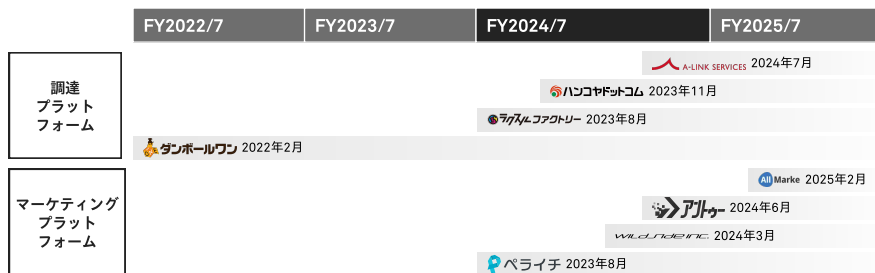 FY2022/7 FY2023/7 FY2024/7 FY2025/7
調達
プラット
フォーム
A-LINK SERVICES 2024年7月
ハンコヤドットコム 2023年11月
ラクスルファクトリー 2023年8月
ダンボールワン 2022年2月
マーケティング
プラット
フォーム
All Marke 2025年2月
アントゥー 2024年6月
WILDSIDE INC. 2024年3月
ペライチ 2023年8月